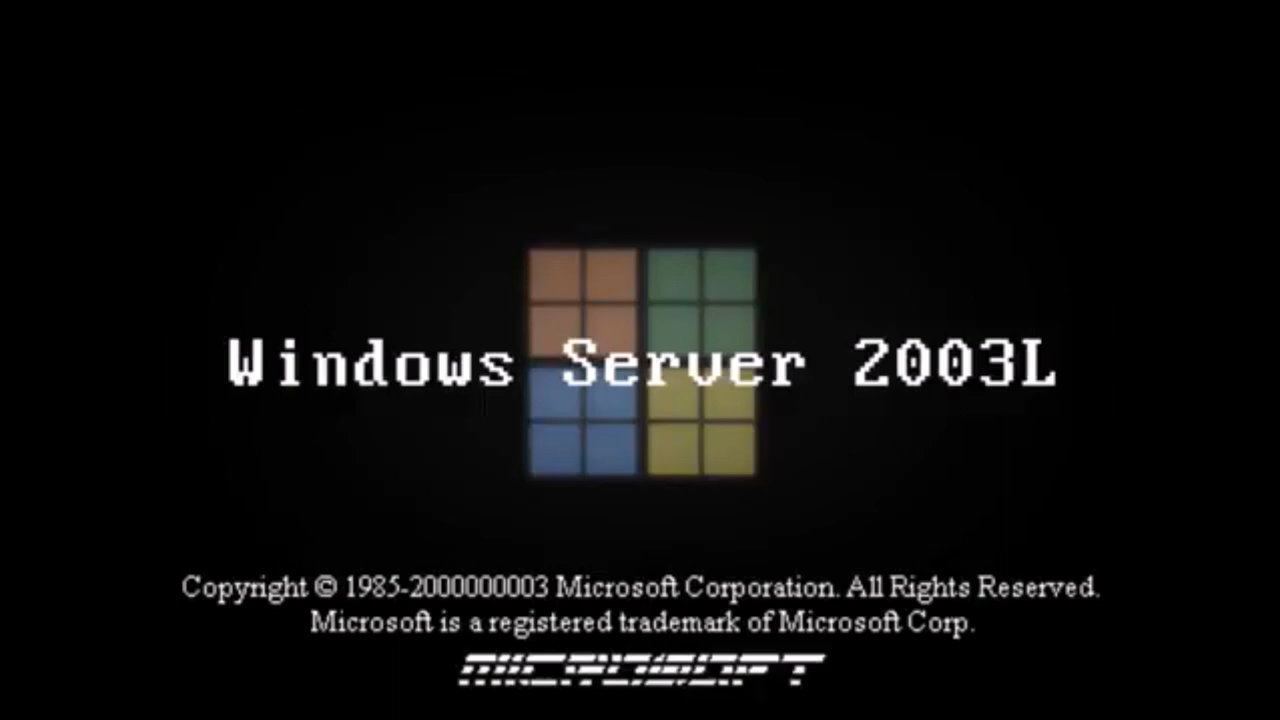 Windows Server 2003L
Copyright © 1985-2000000003 Microsoft Corporation. All Rights Reserved.
Microsoft is a registered trademark of Microsoft Corp.
MICROSOFT